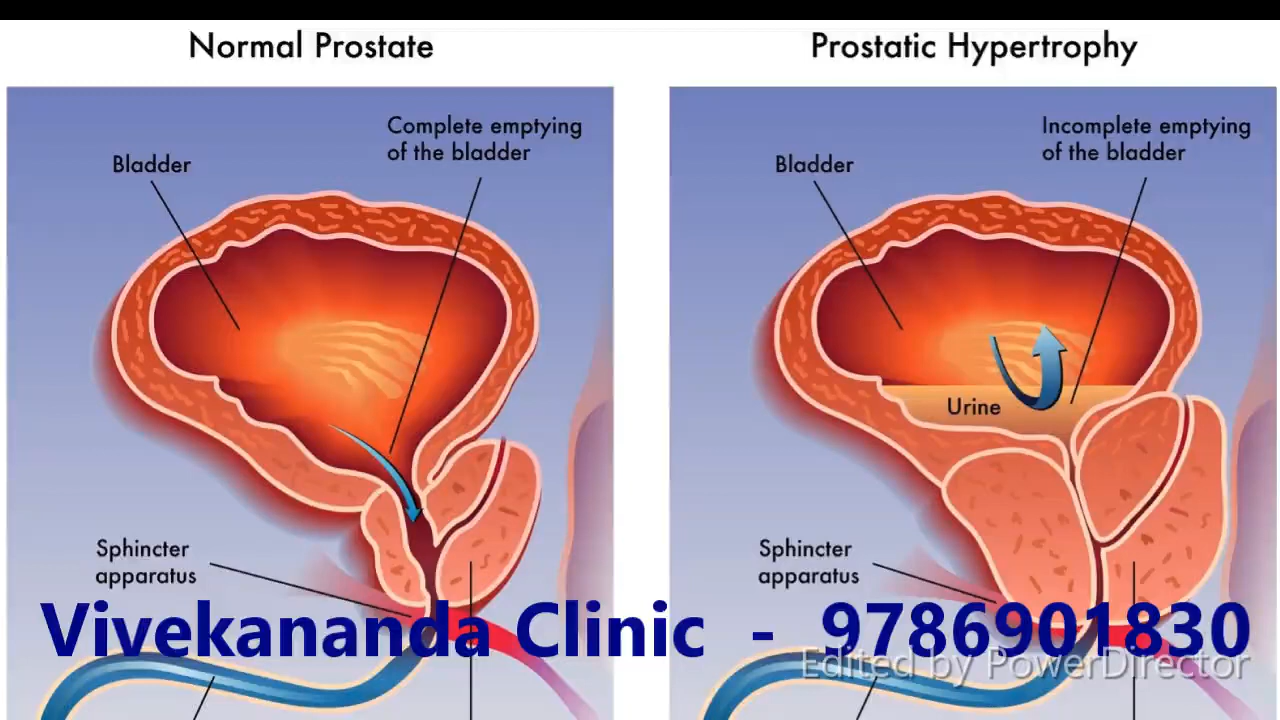 Normal Prostate
Prostatic Hypertrophy
Complete emptying
of the bladder
Bladder
Incomplete emptying
of the bladder
Bladder
Urine
Sphincter
apparatus
Sphincter
apparatus
Vivekananda Clinic - 9786901830
Edited by PowerDirector